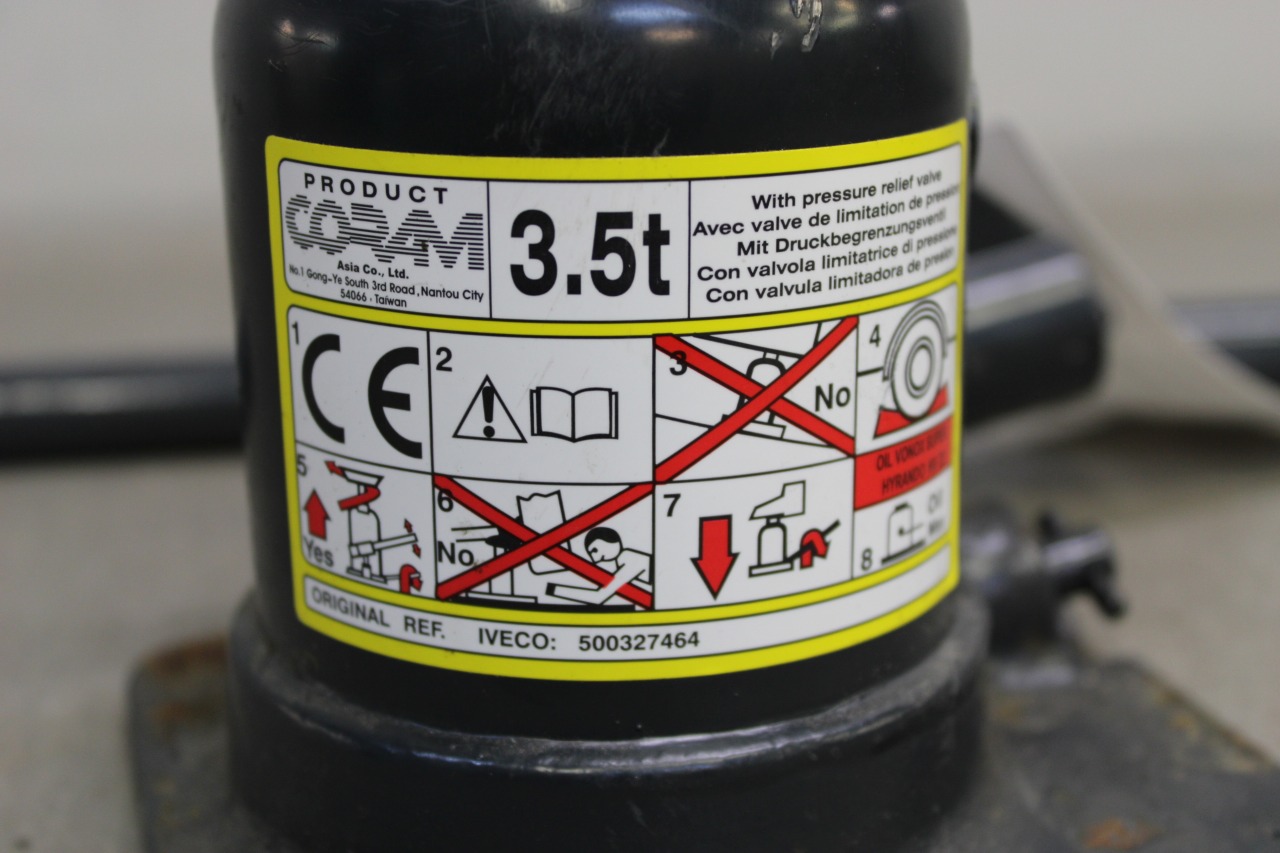 PRODUCT
CORAM
Asia Co., Ltd.
No.1 Gong-Ye South 3rd Road, Nantou City
54066 · Taiwan
3.5t
With pressure relief valve
Avec valve de limitation de pression
Mit Druckbegrenzungsventil
Con valvola limitatrice di pressione
Con valvula limitadora de presion
1
CE
2
3
No
4
5
Yes
6
No
7
OIL
HYRANDO
8
ORIGINAL REF. IVECO: 500327464